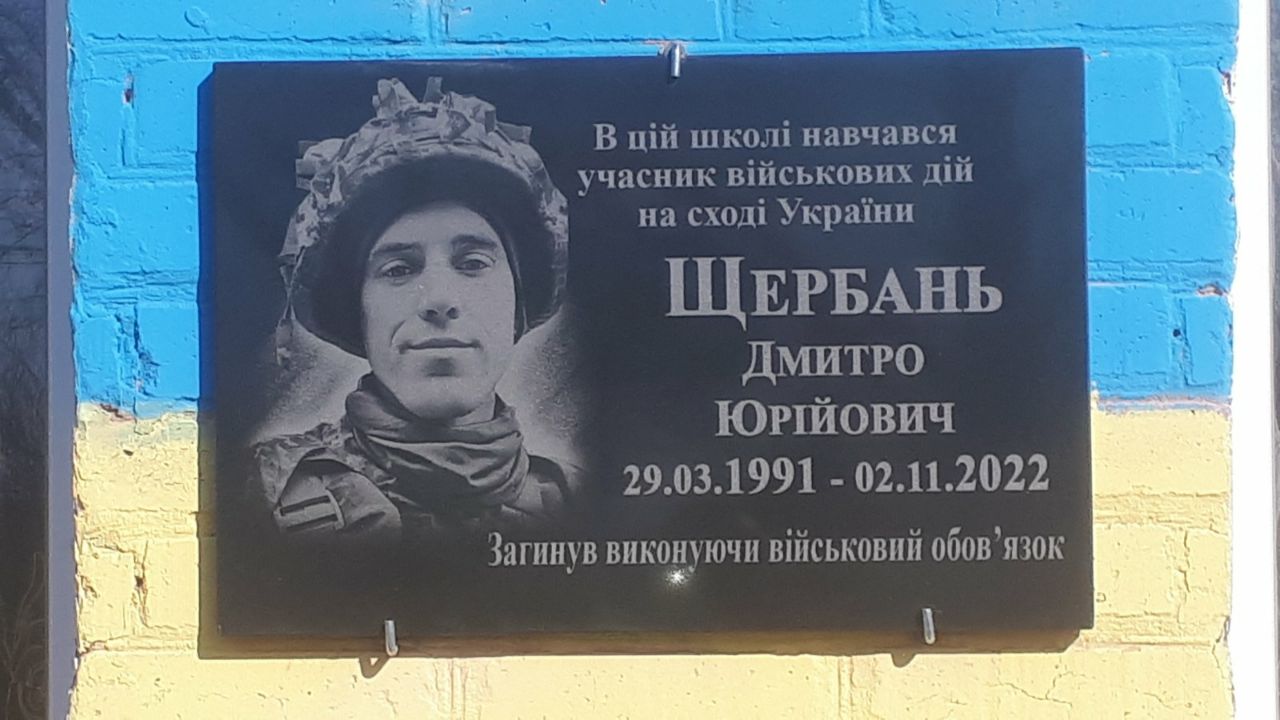 В цій школі навчався
учасник військових дій
на сході України
ЩЕРБАНЬ
ДМИТРО
ЮРІЙОВИЧ
29.03.1991 - 02.11.2022
Загинув виконуючи військовий обов’язок